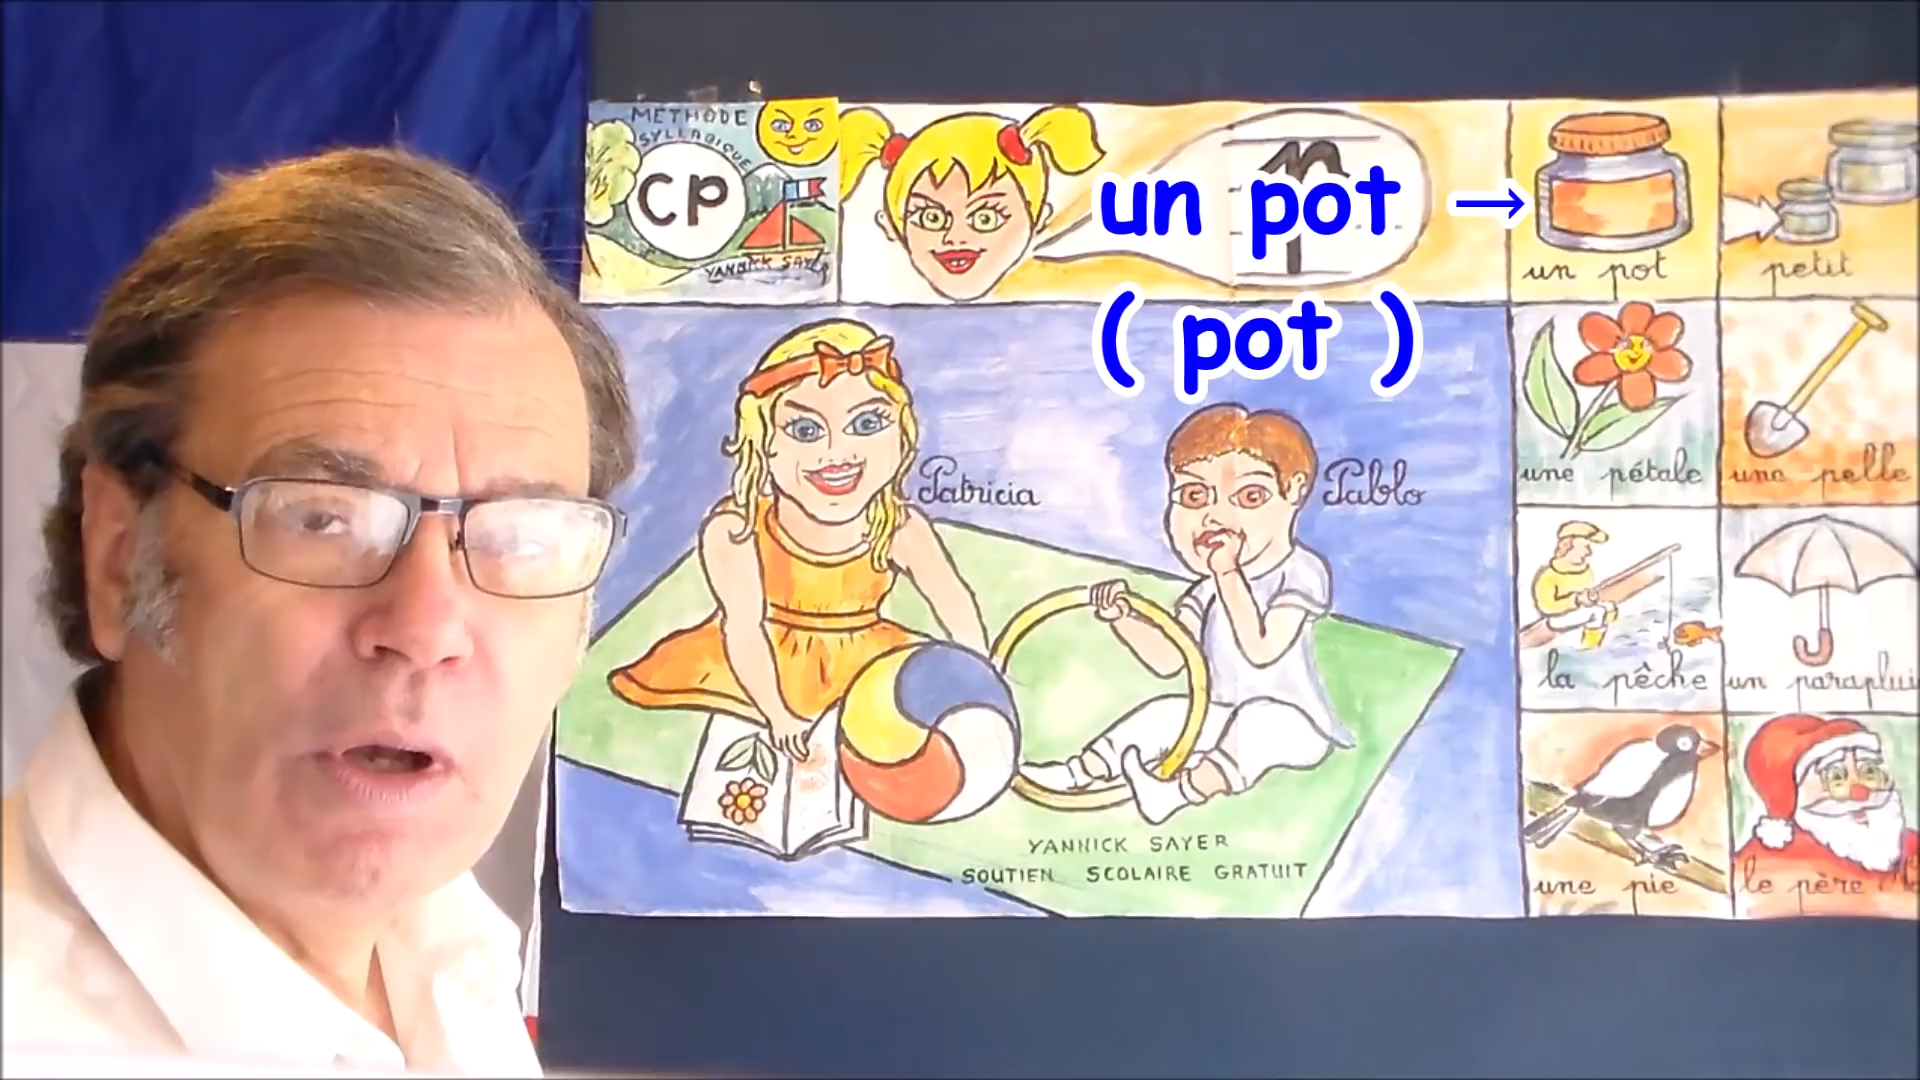 MÉTHODE
SYLLABIQUE
CP
YANNICK SAYER
p
un pot →
( pot )
un pot
petit
Patricia
Pablo
une pétale
une pelle
la pêche
un paraplui
une pie
le père
YANNICK SAYER
SOUTIEN SCOLAIRE GRATUIT